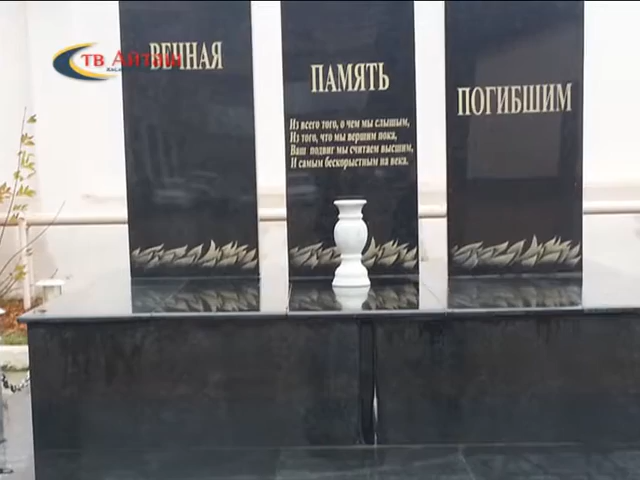 ТВ Айташ
ВЕЧНАЯ
ПАМЯТЬ
ПОГИБШИМ
Из всего того, о чем мы слышим,
Из того, что мы вершим пока,
Ваш подвиг мы считаем высшим,
И самым бескорыстным на века.